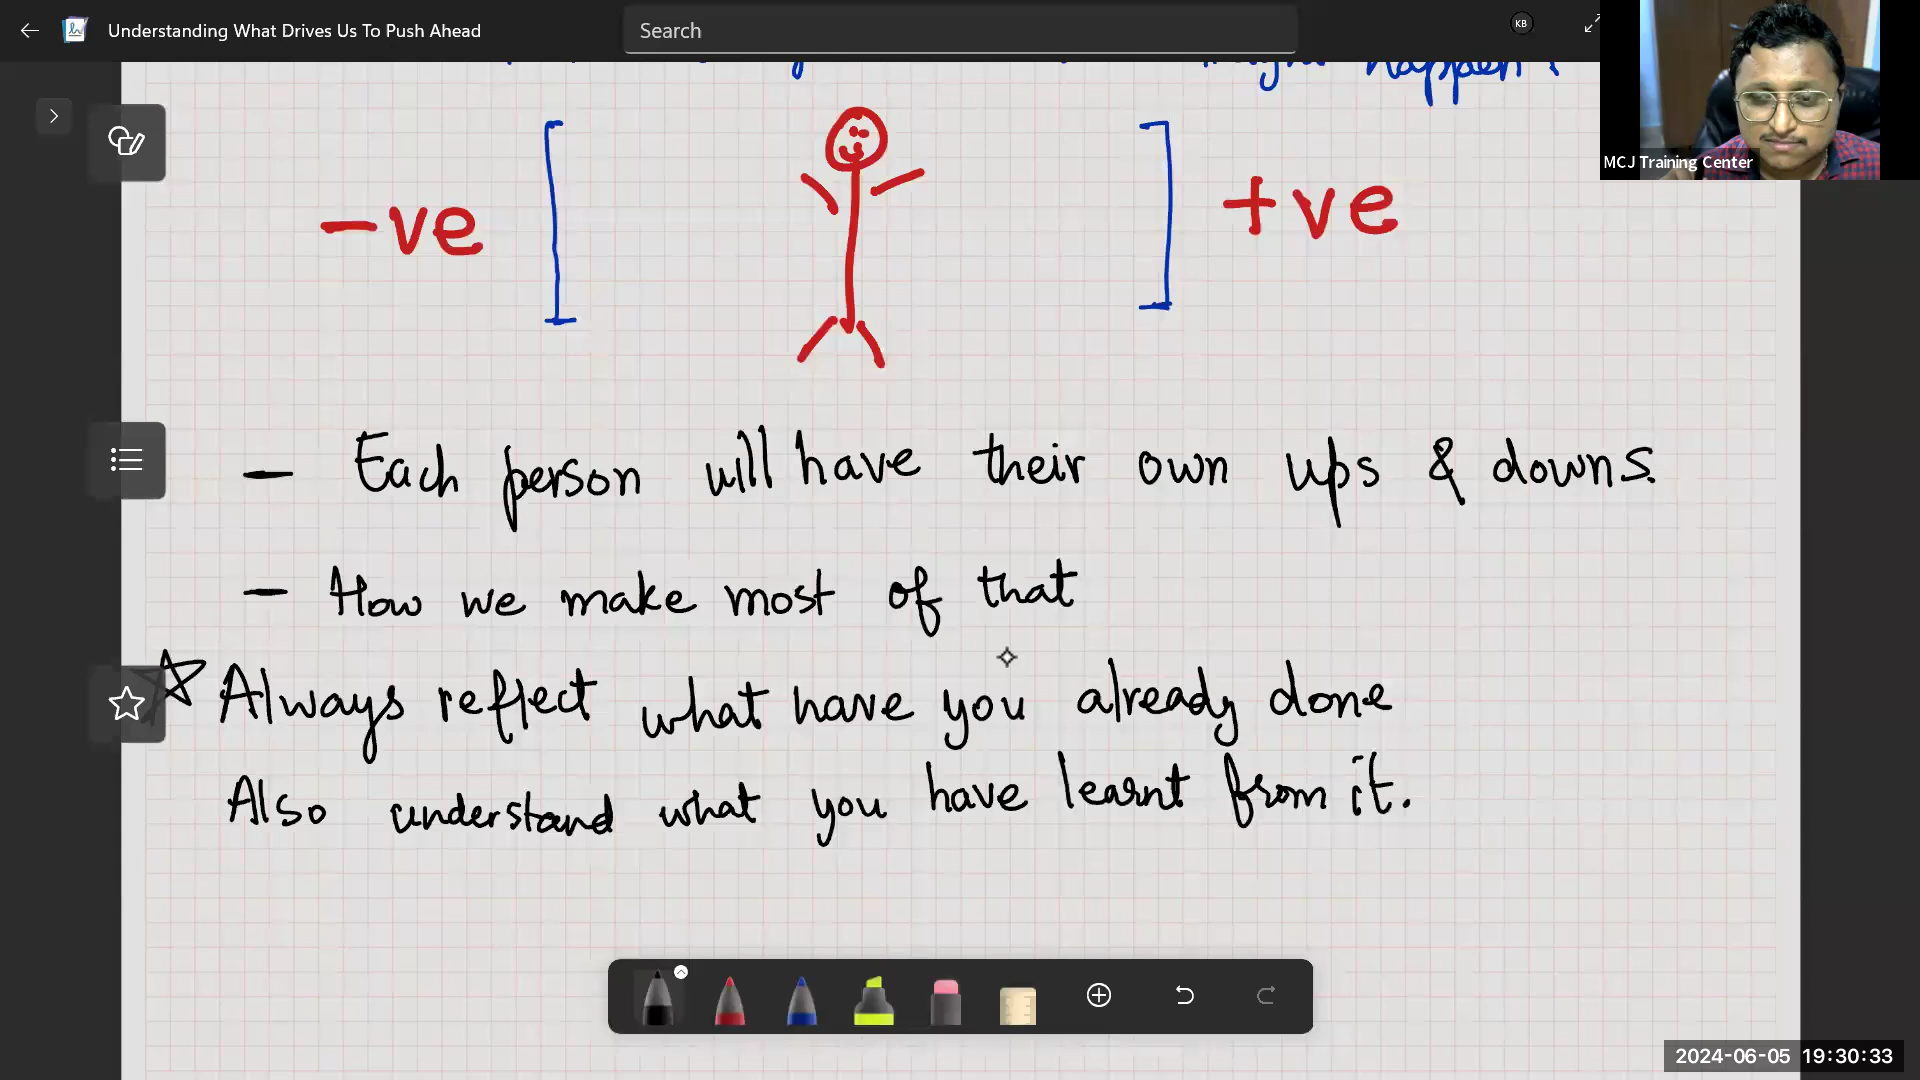 Understanding What Drives Us To Push Ahead
Search
KB
happen?
MCJ Training Center
-ve
+ve
- Each person will have their own ups & downs.
- How we make most of that
Always reflect what have you already done
Also understand what you have learnt from it.
2024-06-05 19:30:33